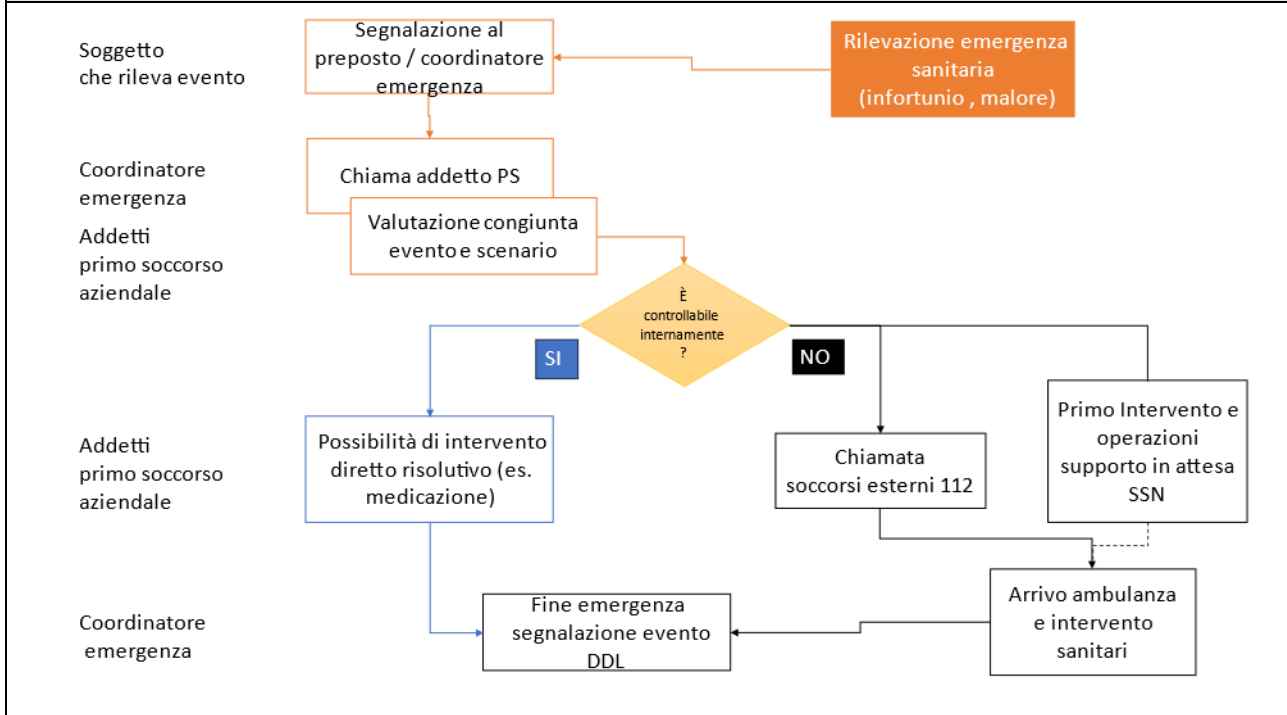 Soggetto
che rileva evento
Segnalazione al
preposto / coordinatore
emergenza
Rilevazione emergenza
sanitaria
(infortunio , malore)
Coordinatore
emergenza
Chiama addetto PS
Addetti
primo soccorso
aziendale
Valutazione congiunta
evento e scenario
È
controllabile
internamente
?
SI
NO
Addetti
primo soccorso
aziendale
Possibilità di intervento
diretto risolutivo (es.
medicazione)
Chiamata
soccorsi esterni 112
Primo Intervento e
operazioni
supporto in attesa
SSN
Coordinatore
emergenza
Fine emergenza
segnalazione evento
DDL
Arrivo ambulanza
e intervento
sanitari